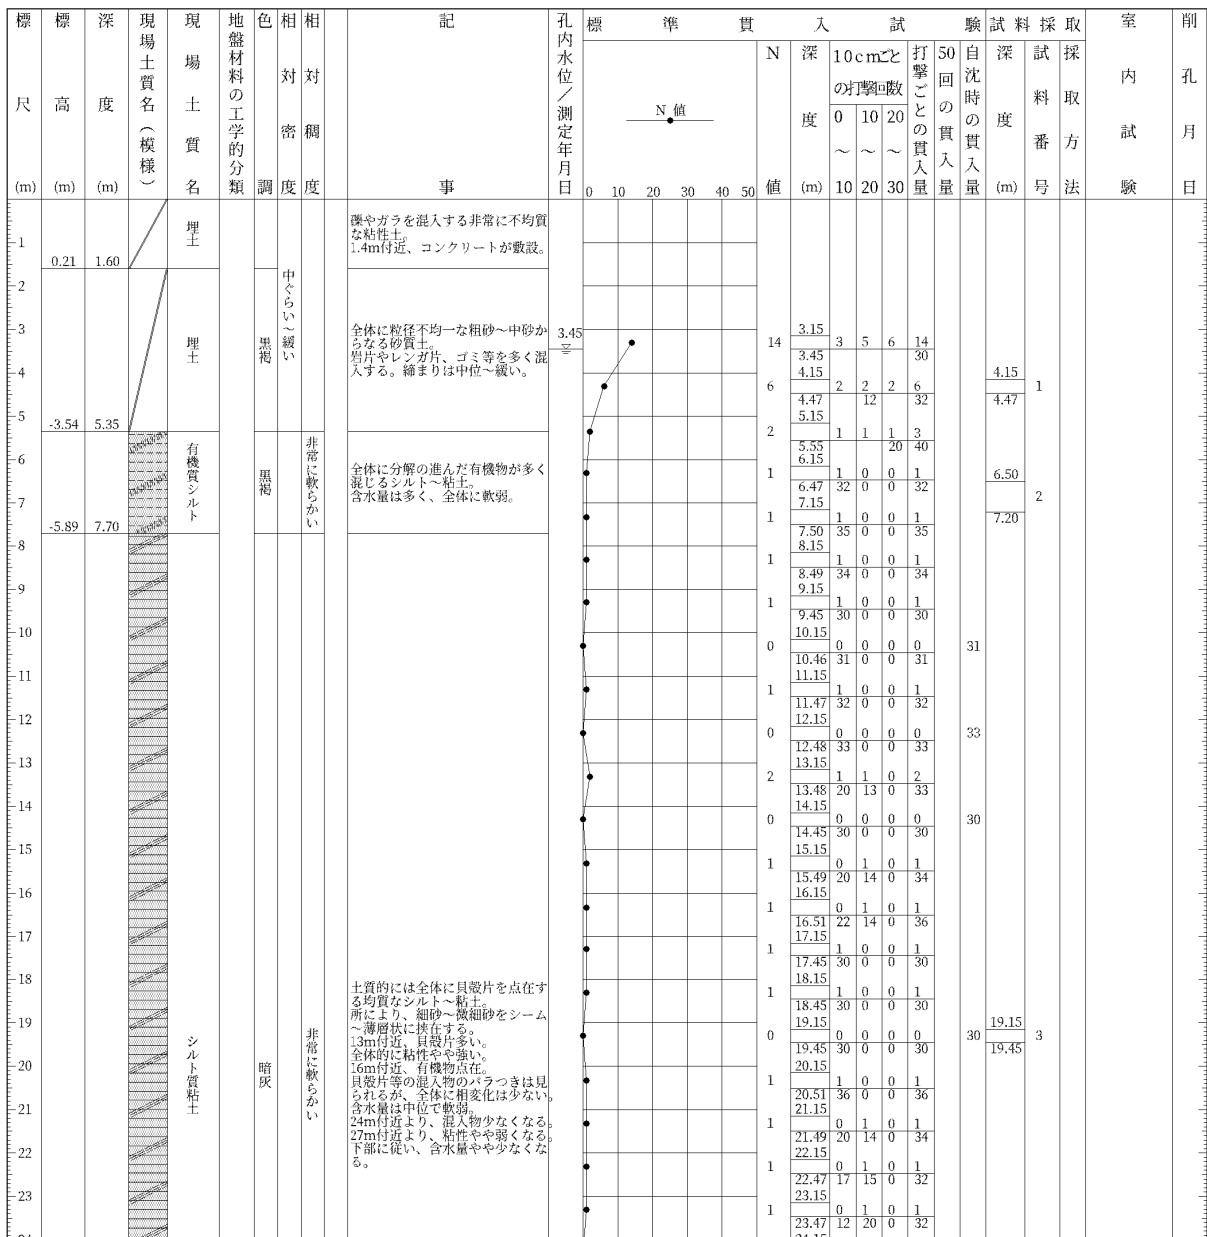 標尺(m)
標高(m)
深度(m)
現場土質名(模様)
現場土質名
地盤材料の工学的分類
色調
相対密度
相対稠度
記事
孔内水位/測定年月日
標準貫入試験
N 値
0 10 20 30 40 50
N値
深度(m)
10cmごとの打撃回数
0~10
10~20
20~30
打撃ごとの貫入量
50回の貫入量
自沈時の貫入量
試料採取
深度(m)
試料番号
採取方法
室内試験
削孔月日
埋土
礫やガラを混入する非常に不均質
な粘性土。
1.4m付近、コンクリートが敷設。
1
0.21 1.60
2
中ぐらい~緩い
埋土
黒褐
全体に粒径不均一な粗砂~中砂か
らなる砂質土。
岩片やレンガ片、ゴミ等を多く混
入する。締まりは中位~緩い。
3.45
3
3.15
14 3 5 6 14
3.45 30
4
4.15 4.15
6 2 2 2 6 1
4.47 12 32 4.47
5
5.15
-3.54 5.35
2 1 1 1 3
5.55 20 40
有機質シルト
黒褐
非常に軟らかい
全体に分解の進んだ有機物が多く
混じるシルト~粘土。
含水量は多く、全体に軟弱。
6
6.15
1 1 0 0 1 6.50
6.47 32 0 0 32
2
7
7.15
1 1 0 0 1 7.20
7.50 35 0 0 35
-5.89 7.70
8
8.15
1 1 0 0 1
8.49 34 0 0 34
9
9.15
1 1 0 0 1
9.45 30 0 0 30
10
10.15
0 0 0 0 0 31
10.46 31 0 0 31
11
11.15
1 1 0 0 1
11.47 32 0 0 32
12
12.15
0 0 0 0 0 33
12.48 33 0 0 33
13
13.15
2 1 1 0 2
13.48 20 13 0 33
14
14.15
0 0 0 0 0 30
14.45 30 0 0 30
15
15.15
1 0 1 0 1
15.49 20 14 0 34
16
16.15
1 0 1 0 1
16.51 22 14 0 36
17
17.15
1 1 0 0 1
17.45 30 0 0 30
18
18.15
1 1 0 0 1
18.45 30 0 0 30
19
19.15 19.15
0 0 0 0 0 30 3
19.45 30 0 0 30 19.45
シルト質粘土
暗灰
非常に軟らかい
土質的には全体に貝殻片を点在す
る均質なシルト~粘土。
所により、細砂~微細砂をシーム
~薄層状に挟在する。
13m付近、貝殻片多い。
全体的に粘性やや強い。
16m付近、有機物点在。
貝殻片等の混入物のバラつきは見
られるが、全体に相変化は少ない。
含水量は中位で軟弱。
24m付近より、混入物少なくなる。
27m付近より、粘性やや弱くなる。
下部に従い、含水量やや少なくな
る。
20
20.15
1 1 0 0 1
20.51 36 0 0 36
21
21.15
1 0 1 0 1
21.49 20 14 0 34
22
22.15
1 0 1 0 1
22.47 17 15 0 32
23
23.15
1 0 1 0 1
23.47 12 20 0 32